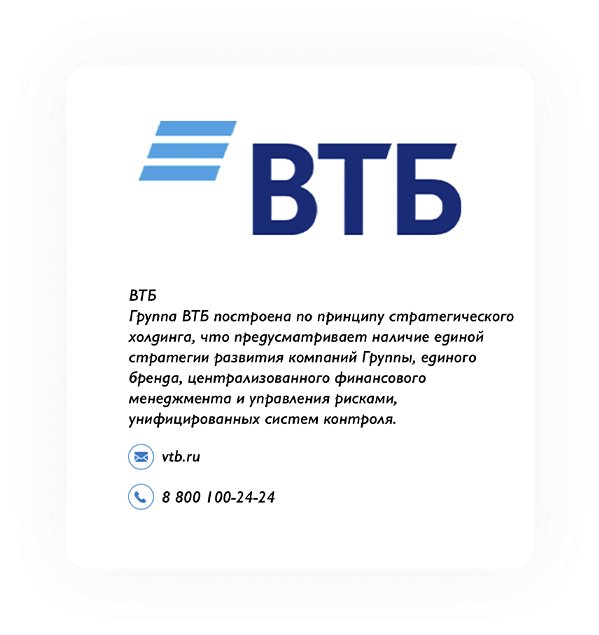 ВТБ
ВТБ
Группа ВТБ построена по принципу стратегического
холдинга, что предусматривает наличие единой
стратегии развития компаний Группы, единого
бренда, централизованного финансового
менеджмента и управления рисками,
унифицированных систем контроля.
vtb.ru
8 800 100-24-24